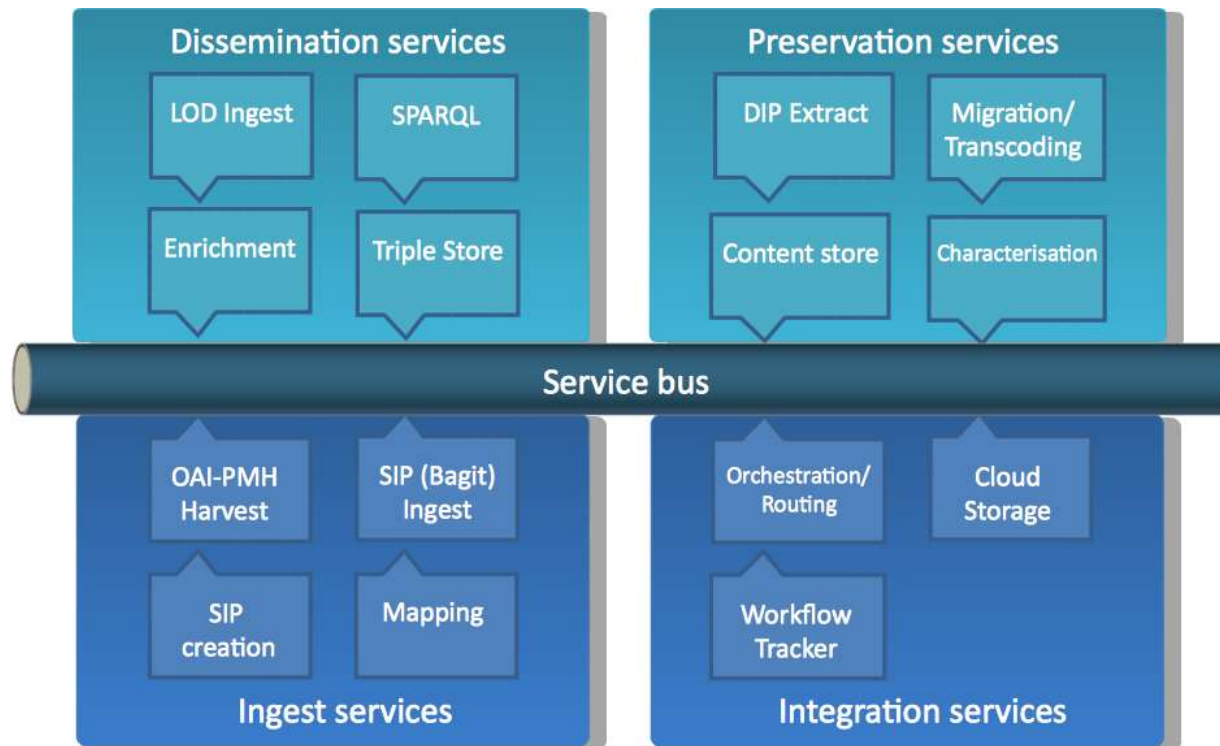 Dissemination services
LOD Ingest
SPARQL
Enrichment
Triple Store
Preservation services
DIP Extract
Migration/
Transcoding
Content store
Characterisation
Service bus
OAI-PMH
Harvest
SIP (Bagit)
Ingest
SIP
creation
Mapping
Ingest services
Orchestration/
Routing
Cloud
Storage
Workflow
Tracker
Integration services